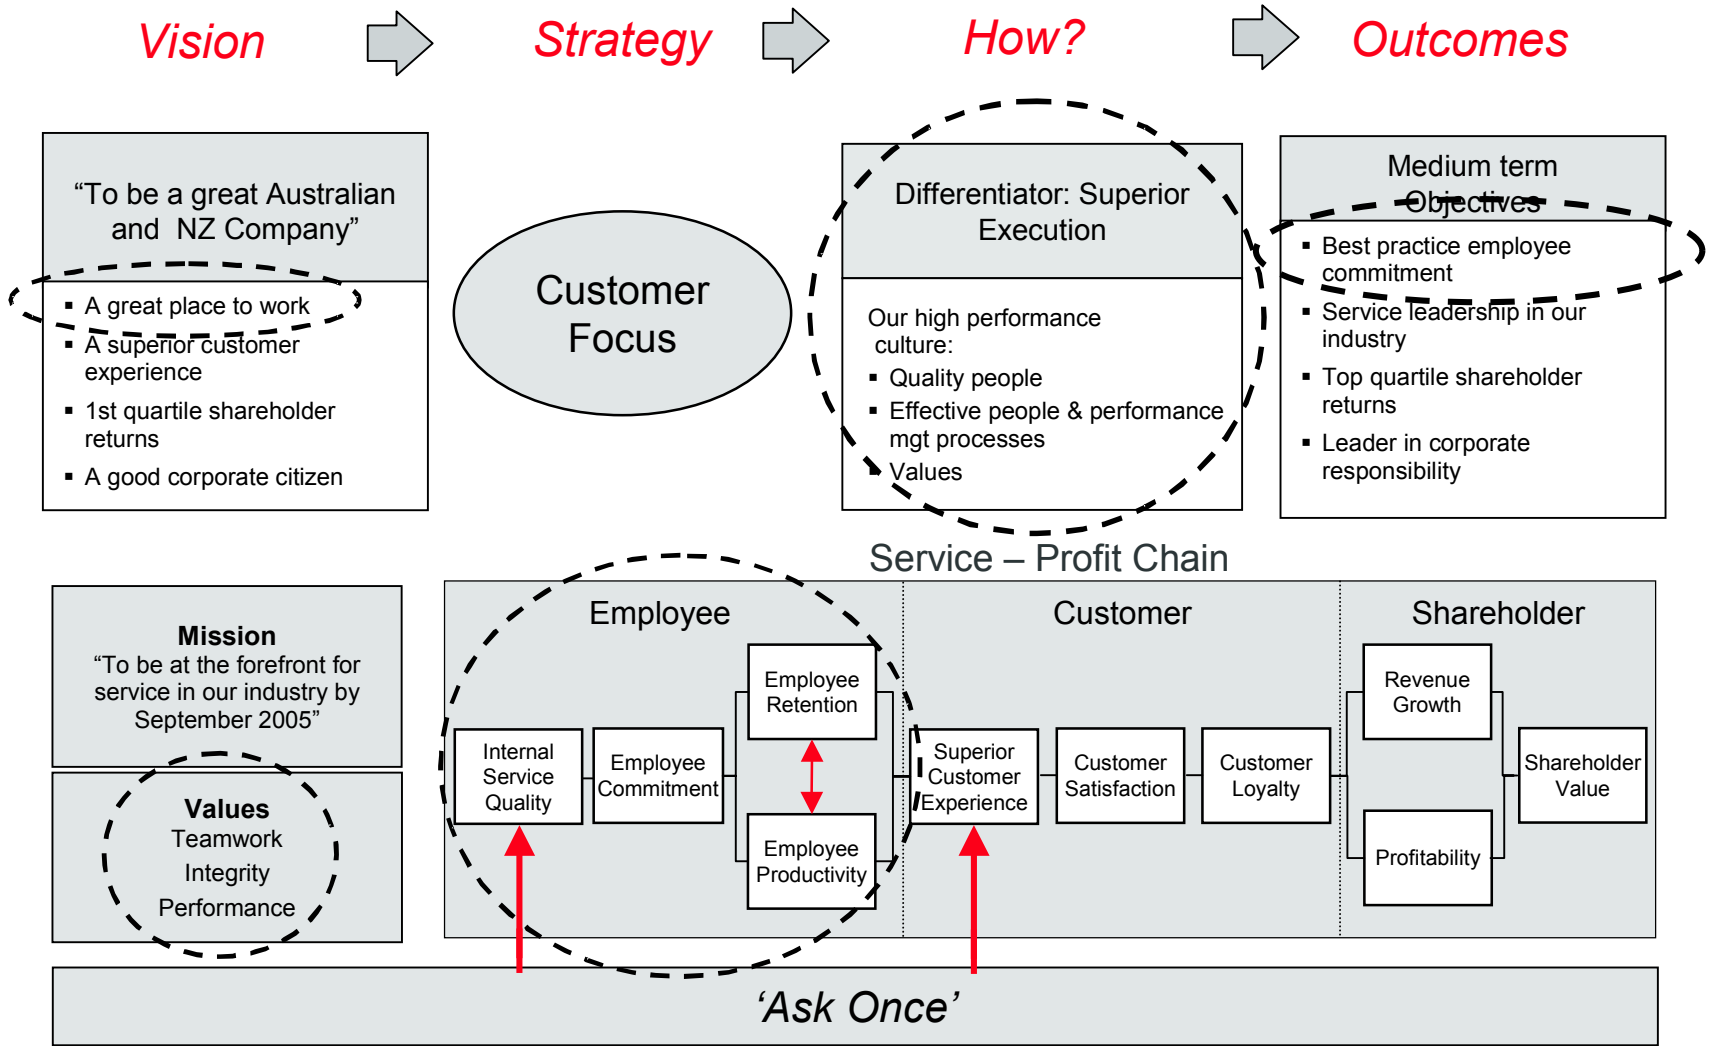 Vision
Strategy
How?
Outcomes
“To be a great Australian
and NZ Company”
▪ A great place to work
▪ A superior customer
experience
▪ 1st quartile shareholder
returns
▪ A good corporate citizen
Customer
Focus
Differentiator: Superior
Execution
Our high performance
culture:
▪ Quality people
▪ Effective people & performance
mgt processes
▪ Values
Medium term
Objectives
▪ Best practice employee
commitment
▪ Service leadership in our
industry
▪ Top quartile shareholder
returns
▪ Leader in corporate
responsibility
Mission
“To be at the forefront for
service in our industry by
September 2005”
Values
Teamwork
Integrity
Performance
Service – Profit Chain
Employee
Internal
Service
Quality
Employee
Commitment
Employee
Retention
Employee
Productivity
Customer
Superior
Customer
Experience
Customer
Satisfaction
Customer
Loyalty
Shareholder
Revenue
Growth
Profitability
Shareholder
Value
‘Ask Once’